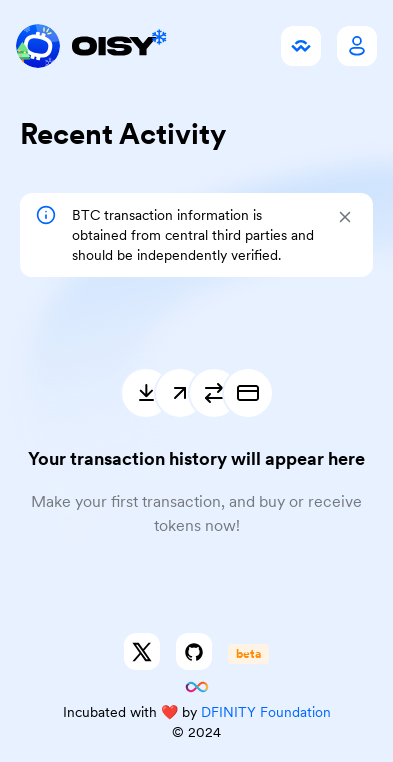 OISY
Recent Activity
BTC transaction information is
obtained from central third parties and
should be independently verified.
Your transaction history will appear here
Make your first transaction, and buy or receive
tokens now!
beta
Incubated with ❤️ by DFINITY Foundation
© 2024